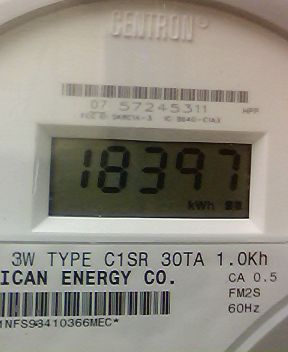 CENTRON®
07 57245311
18397
kWh
3W TYPE C1SR 30TA 1.0Kh
ICAN ENERGY CO.
CA 0.5
FM2S
60Hz